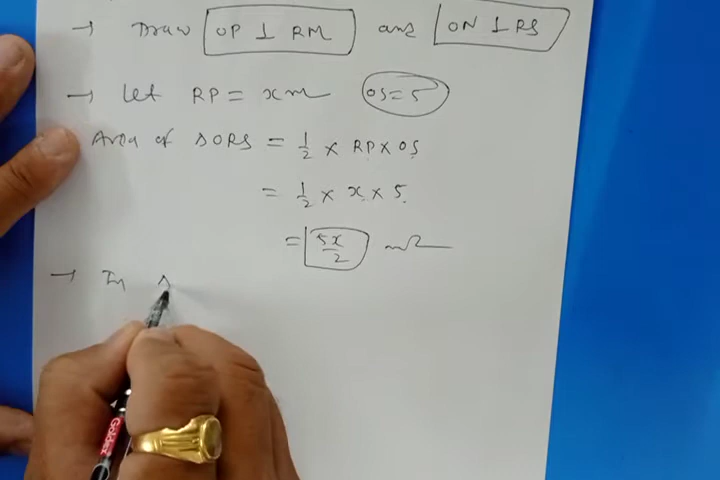 → Draw OP ⊥ RM and ON ⊥ RS
→ Let RP = x m OS = 5
Area of ΔORS = 1/2 × RP × OS
= 1/2 × x × 5
= 5x/2 m²
→ In Δ